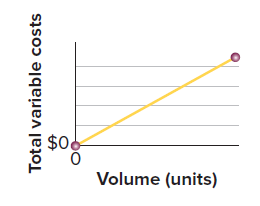 Total variable costs
$0
0
Volume (units)